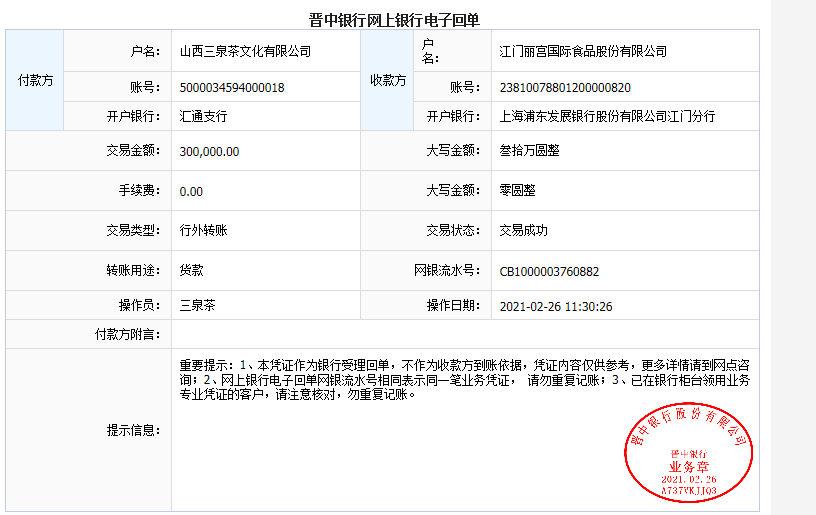 晋中银行网上银行电子回单
付款方
户名： 山西三泉茶文化有限公司
账号： 5000034594000018
开户银行： 汇通支行
收款方
户名： 江门丽宫国际食品股份有限公司
账号： 23810078801200000820
开户银行： 上海浦东发展银行股份有限公司江门分行
交易金额： 300,000.00 大写金额： 叁拾万圆整
手续费： 0.00 大写金额： 零圆整
交易类型： 行外转账 交易状态： 交易成功
转账用途： 货款 网银流水号： CB1000003760882
操作员： 三泉茶 操作日期： 2021-02-26 11:30:26
付款方附言：
提示信息：
重要提示：1、本凭证作为银行受理回单，不作为收款方到账依据，凭证内容仅供参考，更多详情请到网点咨
询；2、网上银行电子回单网银流水号相同表示同一笔业务凭证， 请勿重复记账；3、已在银行柜台领用业务
专业凭证的客户，请注意核对，勿重复记账。
晋中银行股份有限公司
晋中银行
业务章
2021.02.26
A737VKJJQ3